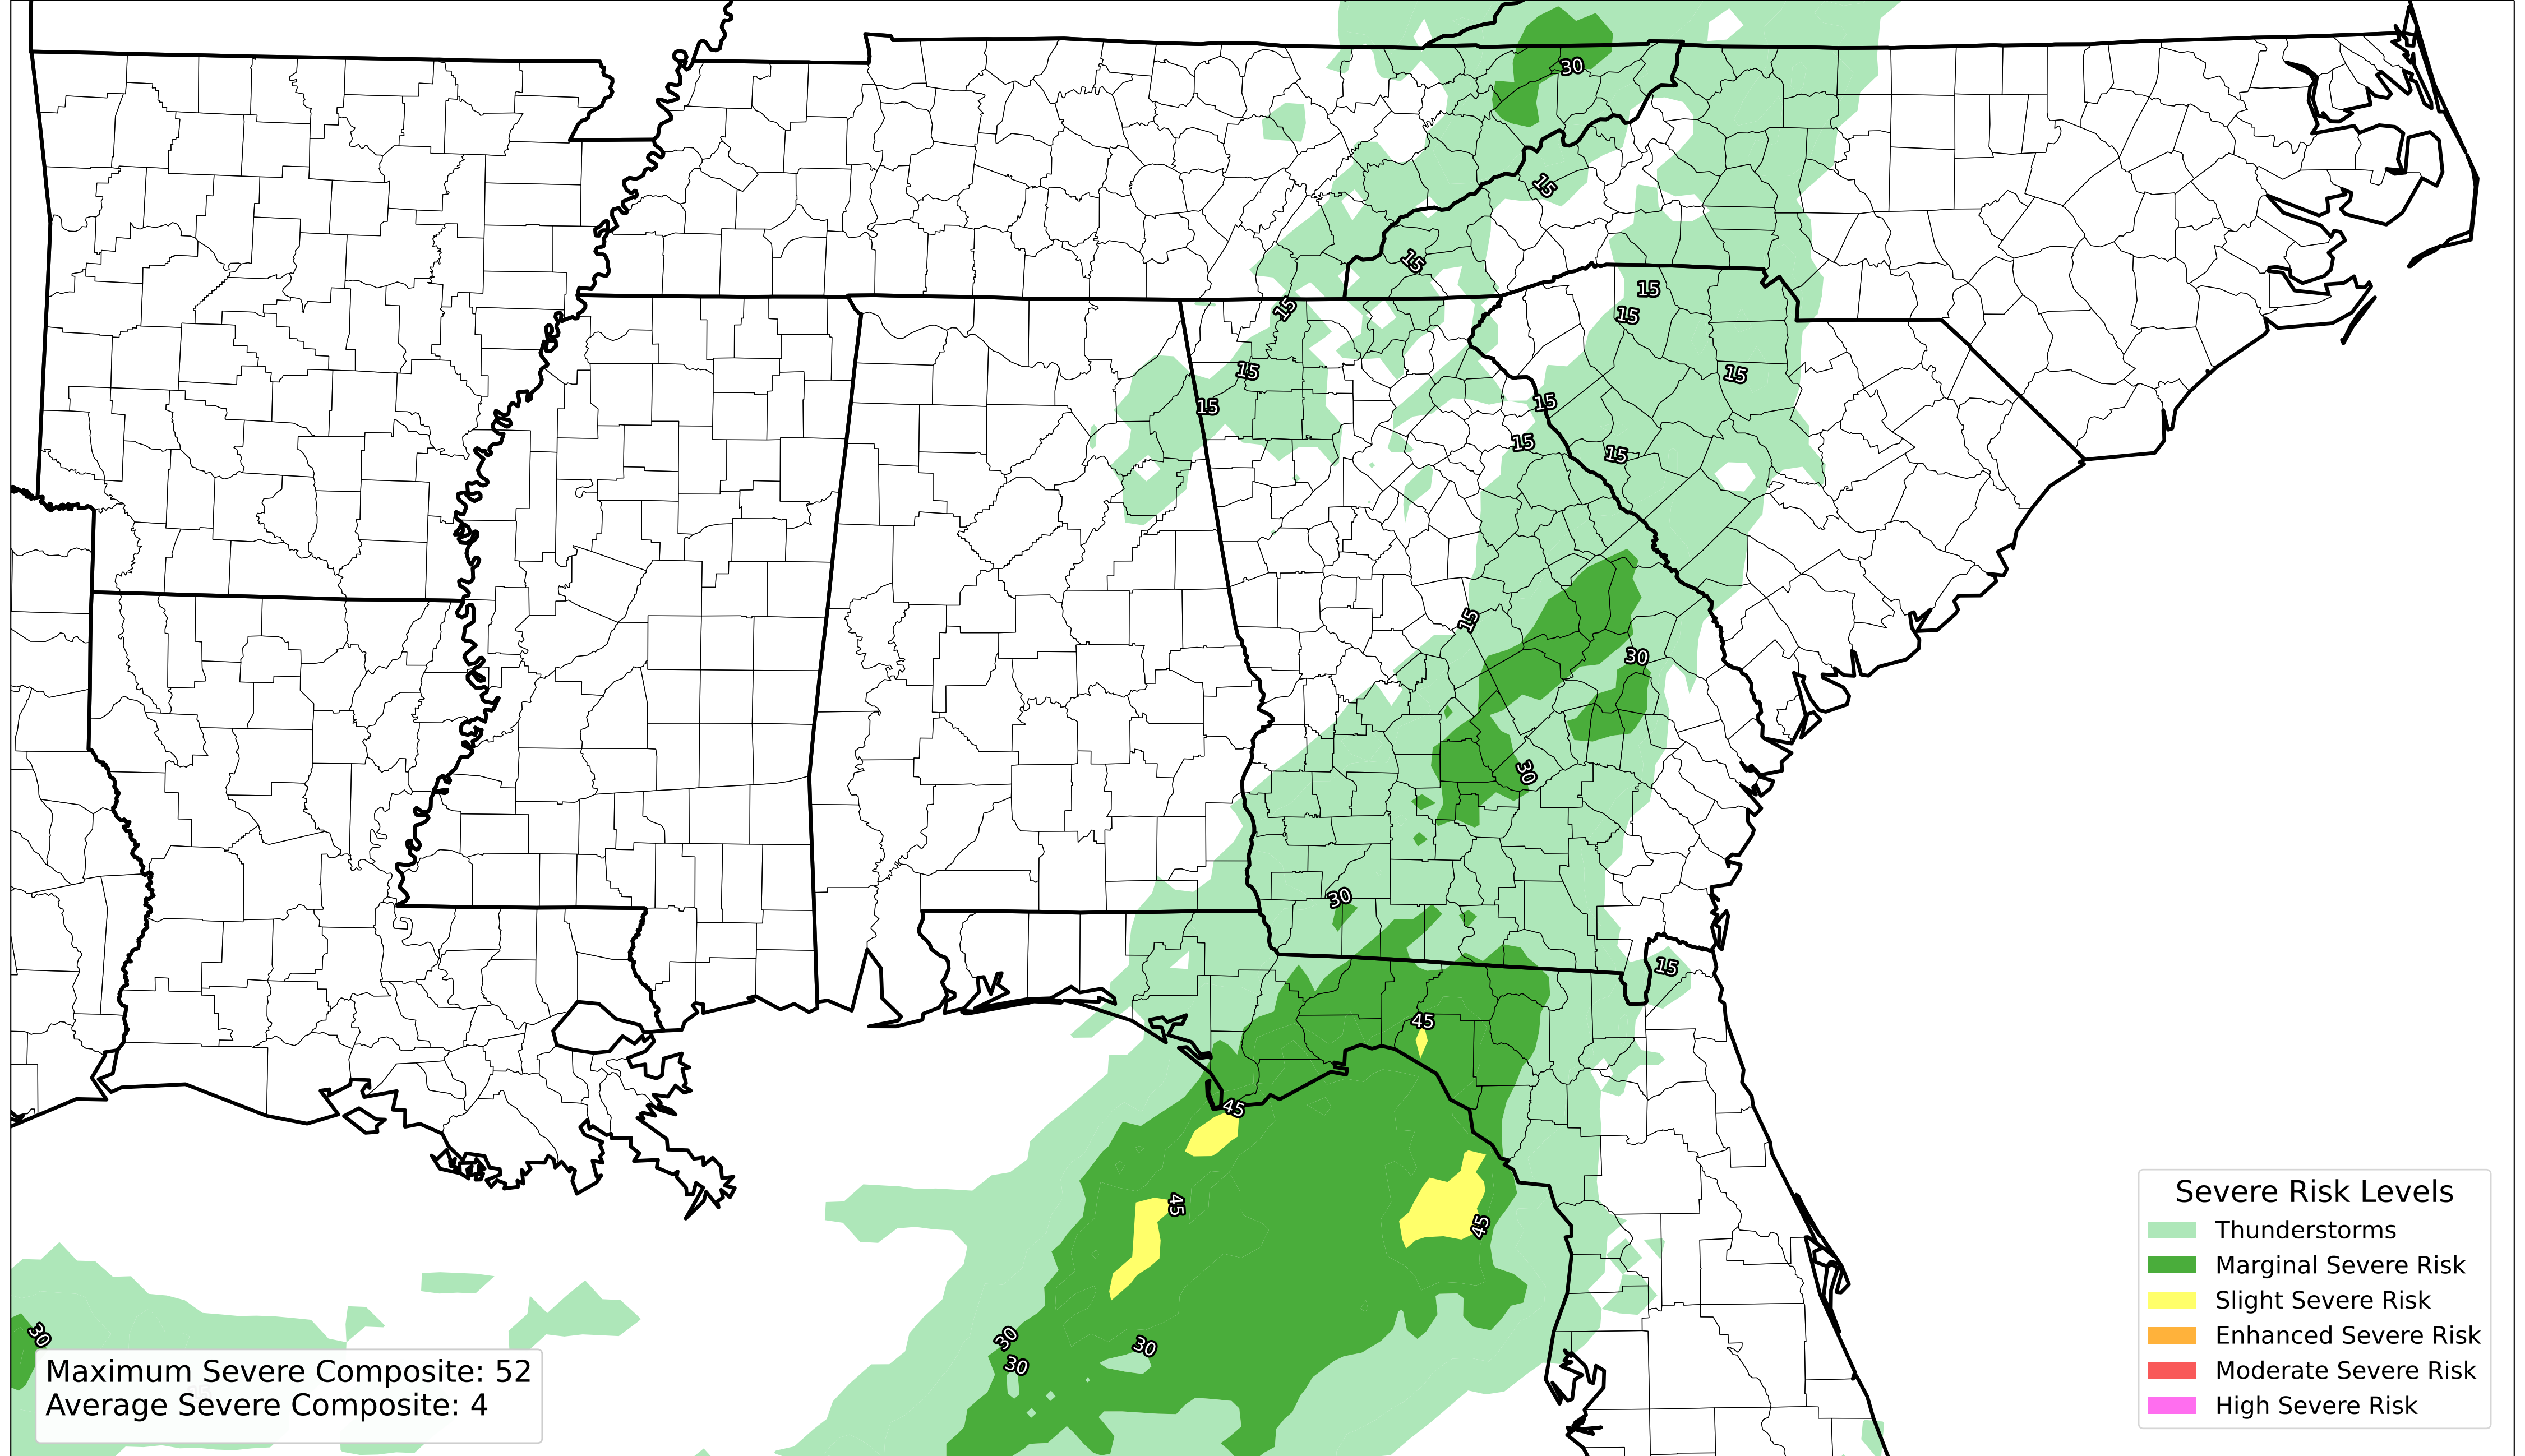 30
15
15
15
15
15
15
15
15
15
15
15
15
30
30
30
15
45
45
45
45
30
30
30
30
Severe Risk Levels
Thunderstorms
Marginal Severe Risk
Slight Severe Risk
Enhanced Severe Risk
Moderate Severe Risk
High Severe Risk
Maximum Severe Composite: 52
Average Severe Composite: 4